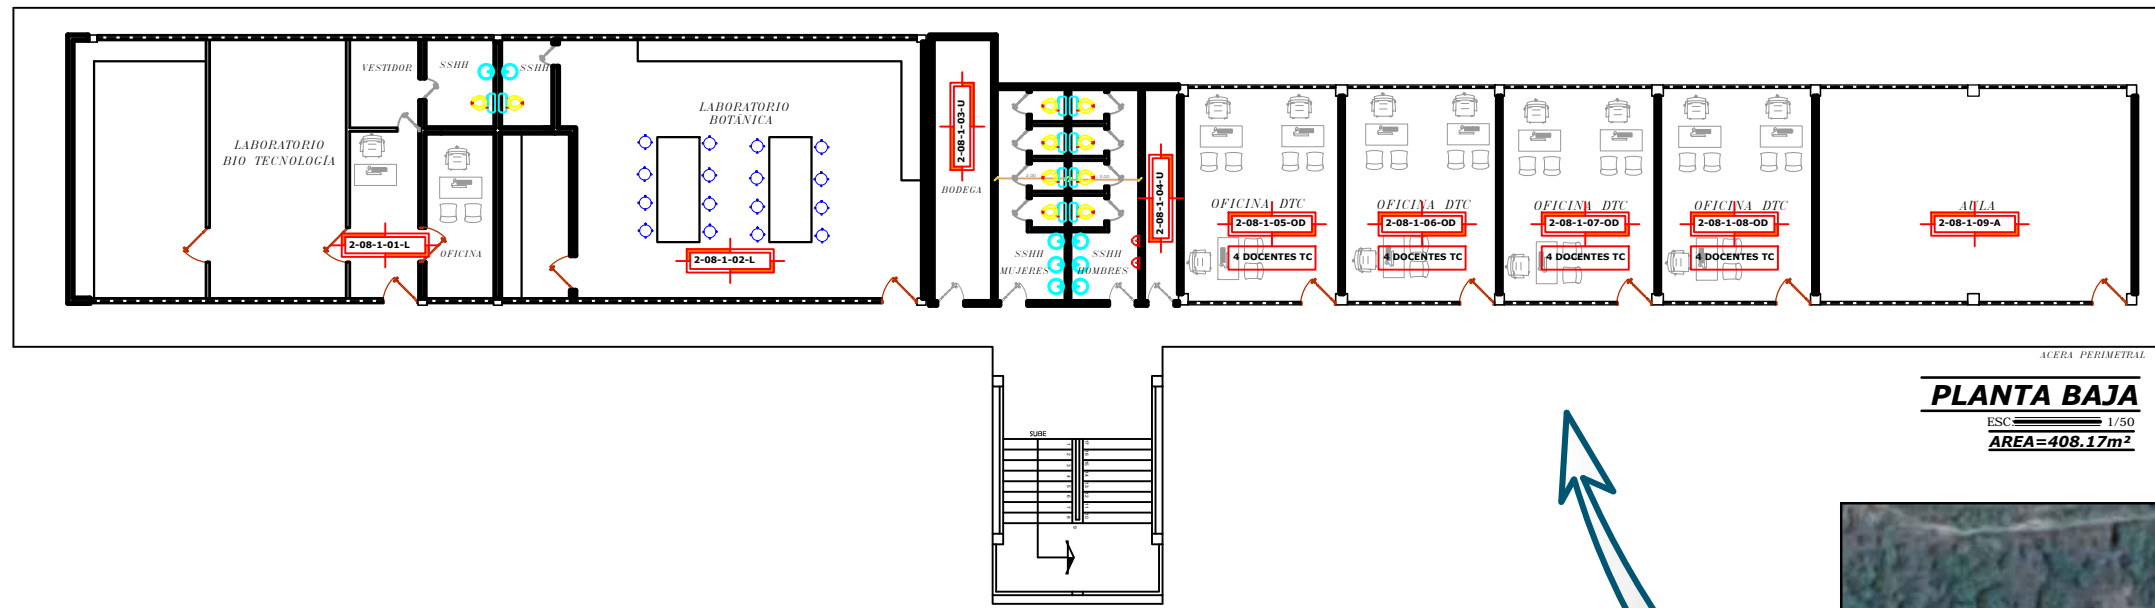 VESTIDOR
SSHH
SSHH
LABORATORIO
BIO TECNOLOGÍA
LABORATORIO
BOTÁNICA
2-08-1-01-L
OFICINA
2-08-1-02-L
2-08-1-03-U
BODEGA
SSHH
MUJERES
SSHH
HOMBRES
2-08-1-04-U
OFICINA DTC
2-08-1-05-OD
4 DOCENTES TC
OFICINA DTC
2-08-1-06-OD
4 DOCENTES TC
OFICINA DTC
2-08-1-07-OD
4 DOCENTES TC
OFICINA DTC
2-08-1-08-OD
4 DOCENTES TC
AULA
2-08-1-09-A
ACERA PERIMETRAL
PLANTA BAJA
ESC. 1/50
AREA=408.17m²
SUBE